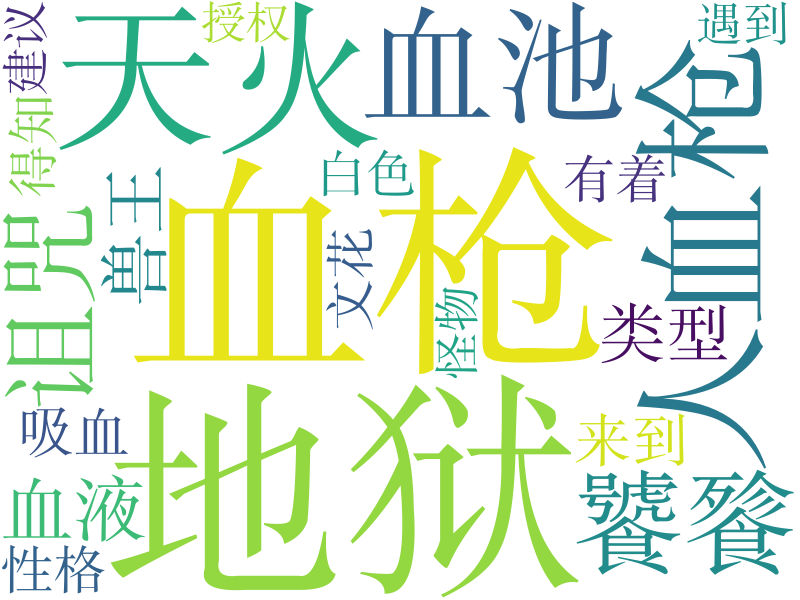 建议
授权
天火
血池
遇到
得知
人血枪
白色
有着
兽王
血枪
诅咒
文花
怪物
类型
地狱
吸血
来到
血液
饕餮
性格